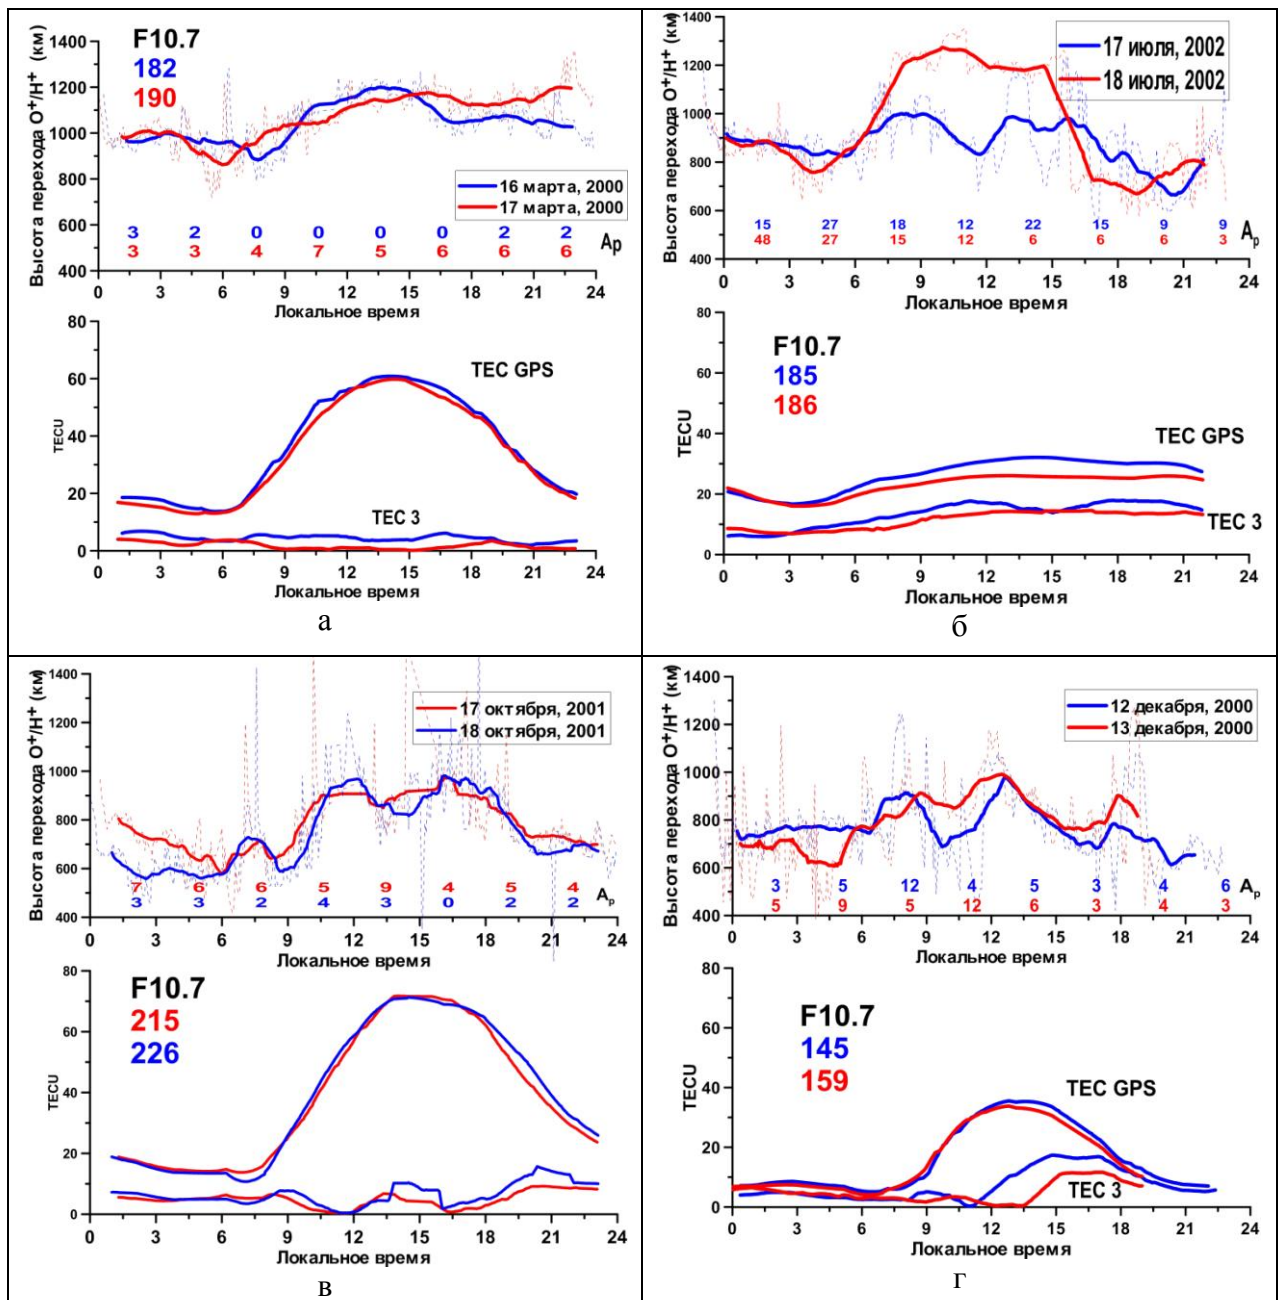 Высота перехода O⁺/H⁺ (км)
1400
1200
1000
800
600
400
F10.7
182
190
16 марта, 2000
17 марта, 2000
3 2 0 0 0 0 2 2
3 3 4 7 5 6 6 6
Ap
0 3 6 9 12 15 18 21 24
Локальное время
TECU
80
60
40
20
0
TEC GPS
TEC 3
0 3 6 9 12 15 18 21 24
Локальное время
а
Высота перехода O⁺/H⁺ (км)
1400
1200
1000
800
600
400
17 июля, 2002
18 июля, 2002
15 27 18 12 22 15 9 9
48 27 15 12 6 6 6 3
Ap
0 3 6 9 12 15 18 21 24
Локальное время
TECU
80
60
40
20
0
F10.7
185
186
TEC GPS
TEC 3
0 3 6 9 12 15 18 21 24
Локальное время
б
Высота перехода O⁺/H⁺ (км)
1400
1200
1000
800
600
400
17 октября, 2001
18 октября, 2001
7 6 6 5 9 4 5 4
3 3 2 4 3 0 2 2
Ap
0 3 6 9 12 15 18 21 24
Локальное время
TECU
80
60
40
20
0
F10.7
215
226
0 3 6 9 12 15 18 21 24
Локальное время
в
Высота перехода O⁺/H⁺ (км)
1400
1200
1000
800
600
400
12 декабря, 2000
13 декабря, 2000
3 5 12 4 5 3 4 6
5 9 5 12 6 3 4 3
Ap
0 3 6 9 12 15 18 21 24
Локальное время
TECU
80
60
40
20
0
F10.7
145
159
TEC GPS
TEC 3
0 3 6 9 12 15 18 21 24
Локальное время
г